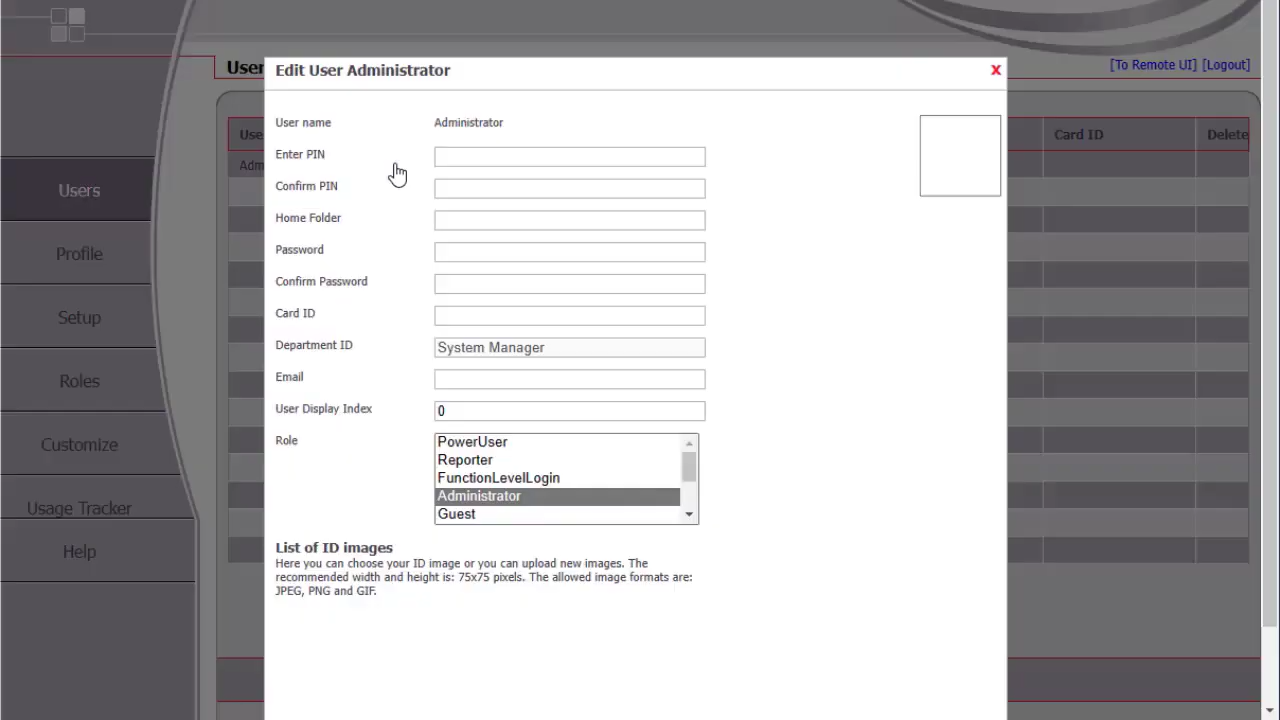 User
Edit User Administrator
x
[To Remote UI] [Logout]
User name
Administrator
Enter PIN
Confirm PIN
Home Folder
Password
Confirm Password
Card ID
Department ID
System Manager
Email
User Display Index
0
Role
PowerUser
Reporter
FunctionLevelLogin
Administrator
Guest
List of ID images
Here you can choose your ID image or you can upload new images. The
recommended width and height is: 75x75 pixels. The allowed image formats are:
JPEG, PNG and GIF.
Use
Card ID
Delete
Adm
Users
Profile
Setup
Roles
Customize
Usage Tracker
Help